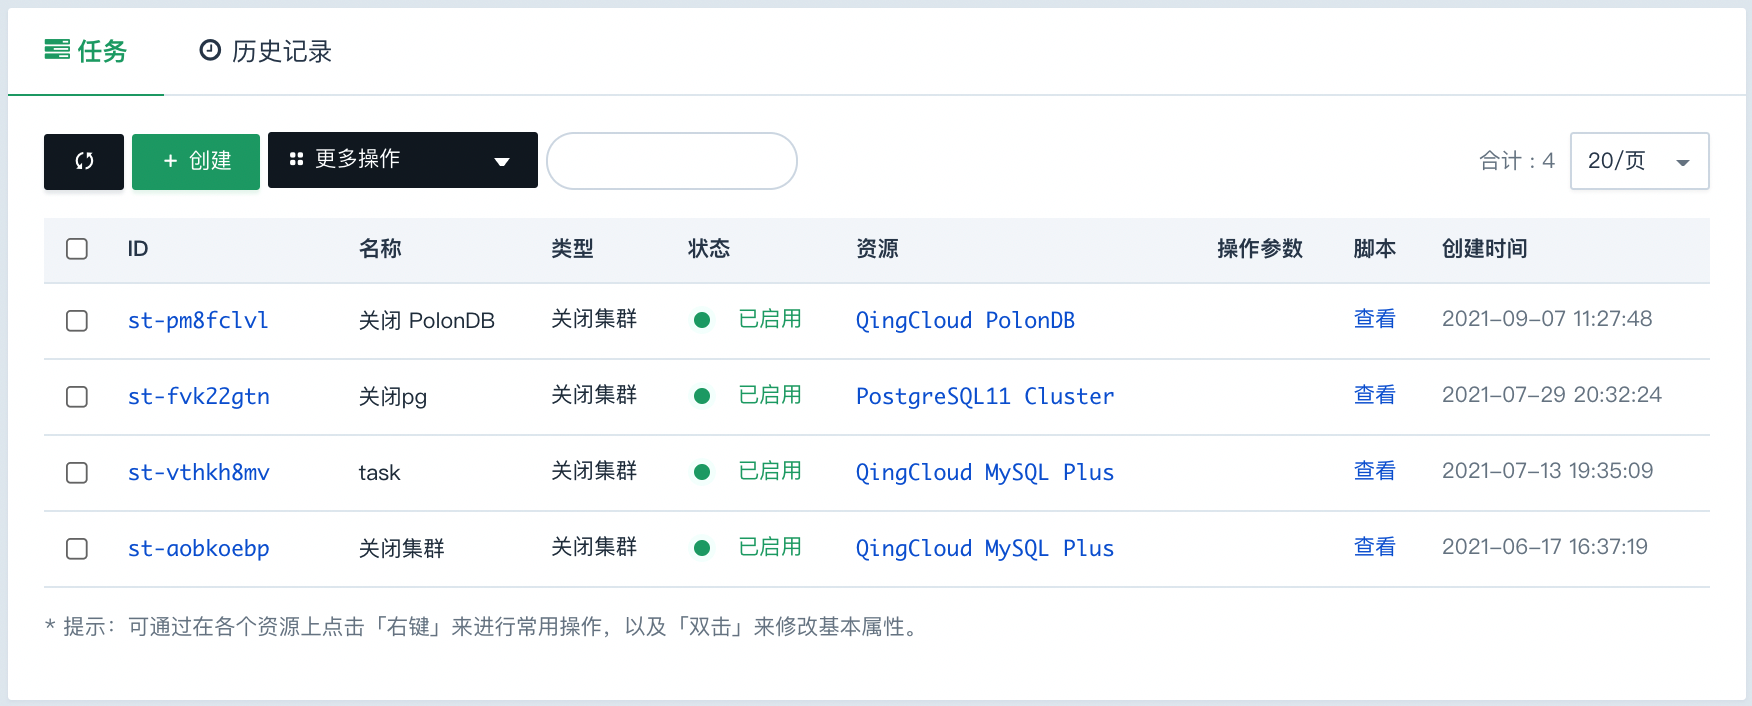 任务 历史记录
+ 创建 更多操作 合计：4 20/页
ID 名称 类型 状态 资源 操作参数 脚本 创建时间
st-pm8fclvl 关闭 PolonDB 关闭集群 已启用 QingCloud PolonDB 查看 2021-09-07 11:27:48
st-fvk22gtn 关闭pg 关闭集群 已启用 PostgreSQL11 Cluster 查看 2021-07-29 20:32:24
st-vthkh8mv task 关闭集群 已启用 QingCloud MySQL Plus 查看 2021-07-13 19:35:09
st-aobkoebp 关闭集群 关闭集群 已启用 QingCloud MySQL Plus 查看 2021-06-17 16:37:19
* 提示：可通过在各个资源上点击「右键」来进行常用操作，以及「双击」来修改基本属性。